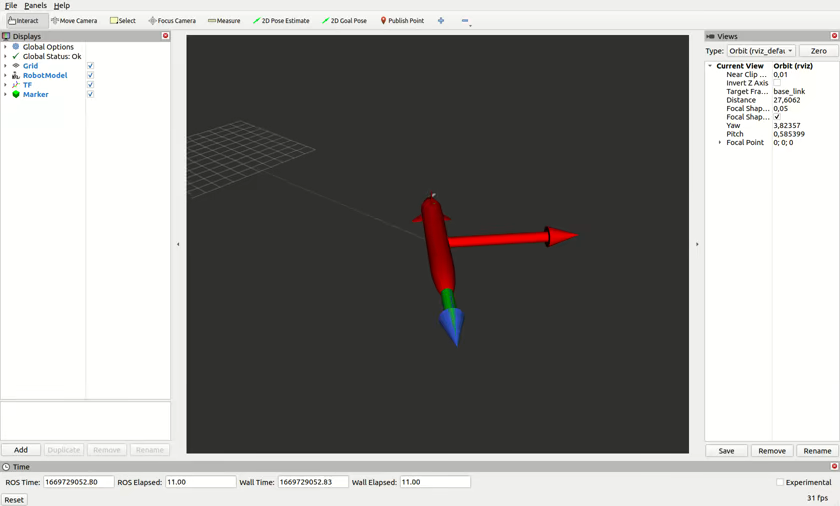 File Panels Help
Interact Move Camera Select Focus Camera Measure 2D Pose Estimate 2D Goal Pose Publish Point
Displays
Global Options
Global Status: Ok
Grid
RobotModel
TF
Marker
Add Duplicate Remove Rename
Views
Type: Orbit (rviz_defau Zero
Current View Orbit (rviz)
Near Clip ... 0,01
Invert Z Axis
Target Fra... base_link
Distance 27,6062
Focal Shap... 0,05
Focal Shap...
Yaw 3,82357
Pitch 0,585399
Focal Point 0; 0; 0
Save Remove Rename
Time
ROS Time: 1669729052.80 ROS Elapsed: 11.00 Wall Time: 1669729052.83 Wall Elapsed: 11.00 Experimental
Reset 31 fps